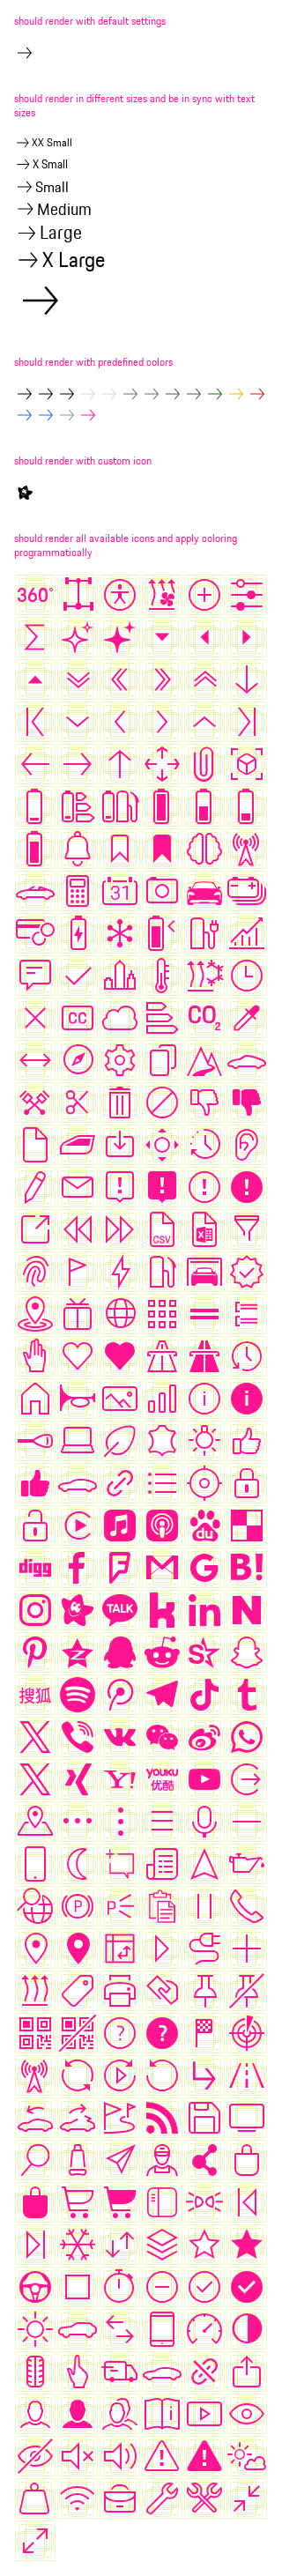 should render with default settings
should render in different sizes and be in sync with text
sizes
XX Small
X Small
Small
Medium
Large
X Large
should render with predefined colors
should render with custom icon
should render all available icons and apply coloring
programmatically
360°
31
CC
CO2
CSV
X
i i
du
digg f G B!
TALK k in N
S
搜狐 t
Y!
YOUKU
优酷
P
P
? ?
i